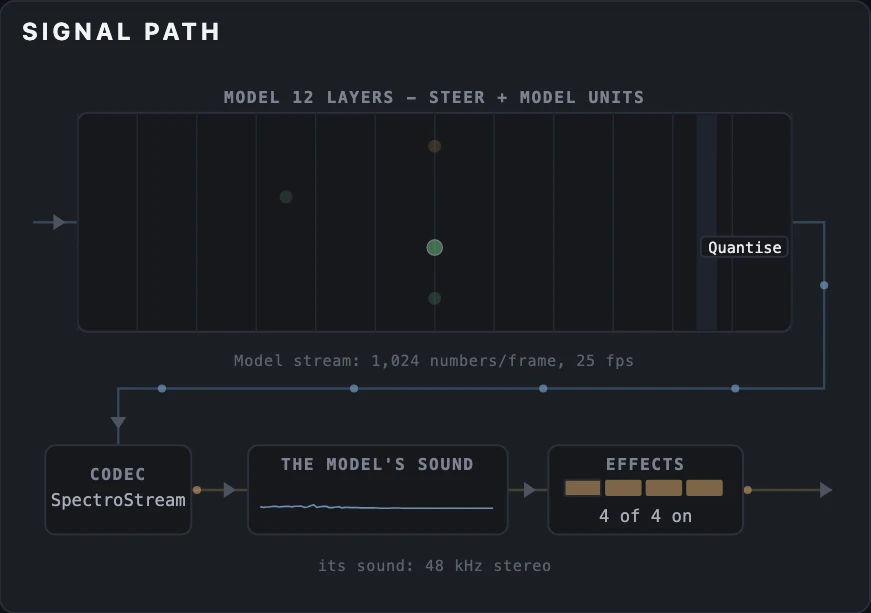 SIGNAL PATH
MODEL 12 LAYERS — STEER + MODEL UNITS
Quantise
Model stream: 1,024 numbers/frame, 25 fps
CODEC
SpectroStream
THE MODEL'S SOUND
EFFECTS
4 of 4 on
its sound: 48 kHz stereo